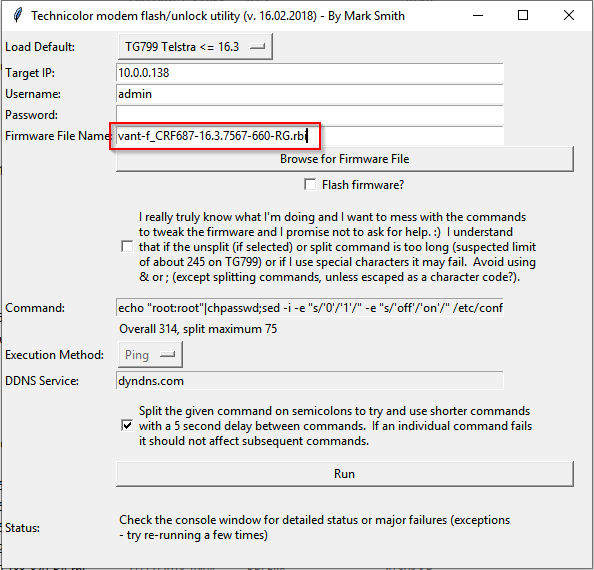 Technicolor modem flash/unlock utility (v. 16.02.2018) - By Mark Smith
Load Default: TG799 Telstra <= 16.3
Target IP: 10.0.0.138
Username: admin
Password:
Firmware File Name: vant-f_CRF687-16.3.7567-660-RG.rbi
Browse for Firmware File
Flash firmware?
I really truly know what I'm doing and I want to mess with the commands
to tweak the firmware and I promise not to ask for help. :)  I understand
that if the unsplit (if selected) or split command is too long (suspected limit
of about 245 on TG799) or if I use special characters it may fail.  Avoid using
& or ; (except splitting commands, unless escaped as a character code?).
Command: echo "root:root"|chpasswd;sed -i -e "s/'0'/'1'/" -e "s/'off'/'on'/" /etc/conf
Overall 314, split maximum 75
Execution Method: Ping
DDNS Service: dyndns.com
Split the given command on semicolons to try and use shorter commands
with a 5 second delay between commands.  If an individual command fails
it should not affect subsequent commands.
Run
Status: Check the console window for detailed status or major failures (exceptions
- try re-running a few times)